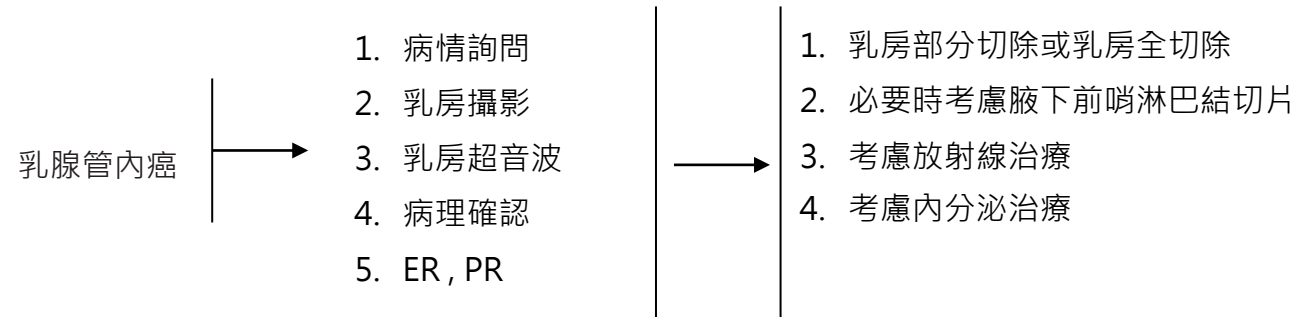 乳腺管內癌
1. 病情詢問
2. 乳房攝影
3. 乳房超音波
4. 病理確認
5. ER , PR
1. 乳房部分切除或乳房全切除
2. 必要時考慮腋下前哨淋巴結切片
3. 考慮放射線治療
4. 考慮內分泌治療